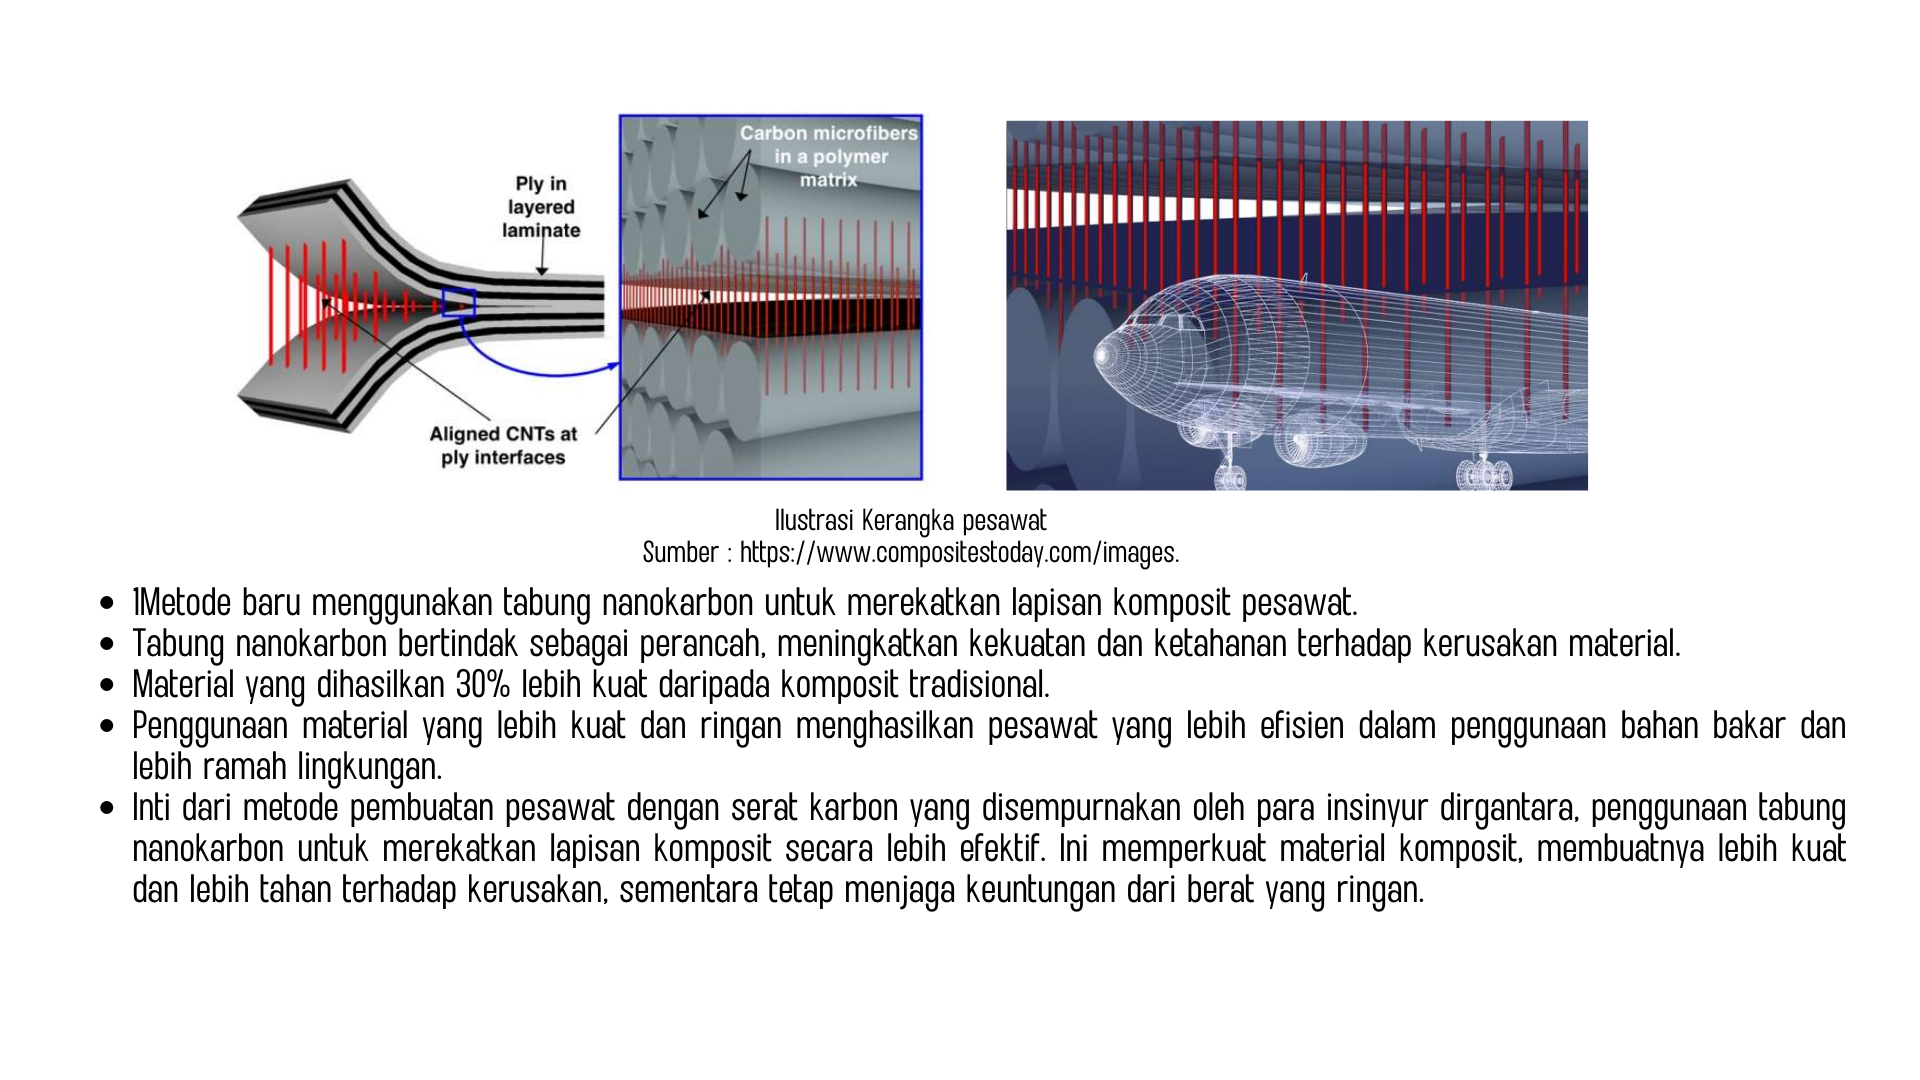 Carbon microfibers
in a polymer
matrix
Ply in
layered
laminate
Aligned CNTs at
ply interfaces
Ilustrasi Kerangka pesawat
Sumber : https://www.compositestoday.com/images.
• 1Metode baru menggunakan tabung nanokarbon untuk merekatkan lapisan komposit pesawat.
• Tabung nanokarbon bertindak sebagai perancah, meningkatkan kekuatan dan ketahanan terhadap kerusakan material.
• Material yang dihasilkan 30% lebih kuat daripada komposit tradisional.
• Penggunaan material yang lebih kuat dan ringan menghasilkan pesawat yang lebih efisien dalam penggunaan bahan bakar dan
lebih ramah lingkungan.
• Inti dari metode pembuatan pesawat dengan serat karbon yang disempurnakan oleh para insinyur dirgantara, penggunaan tabung
nanokarbon untuk merekatkan lapisan komposit secara lebih efektif. Ini memperkuat material komposit, membuatnya lebih kuat
dan lebih tahan terhadap kerusakan, sementara tetap menjaga keuntungan dari berat yang ringan.